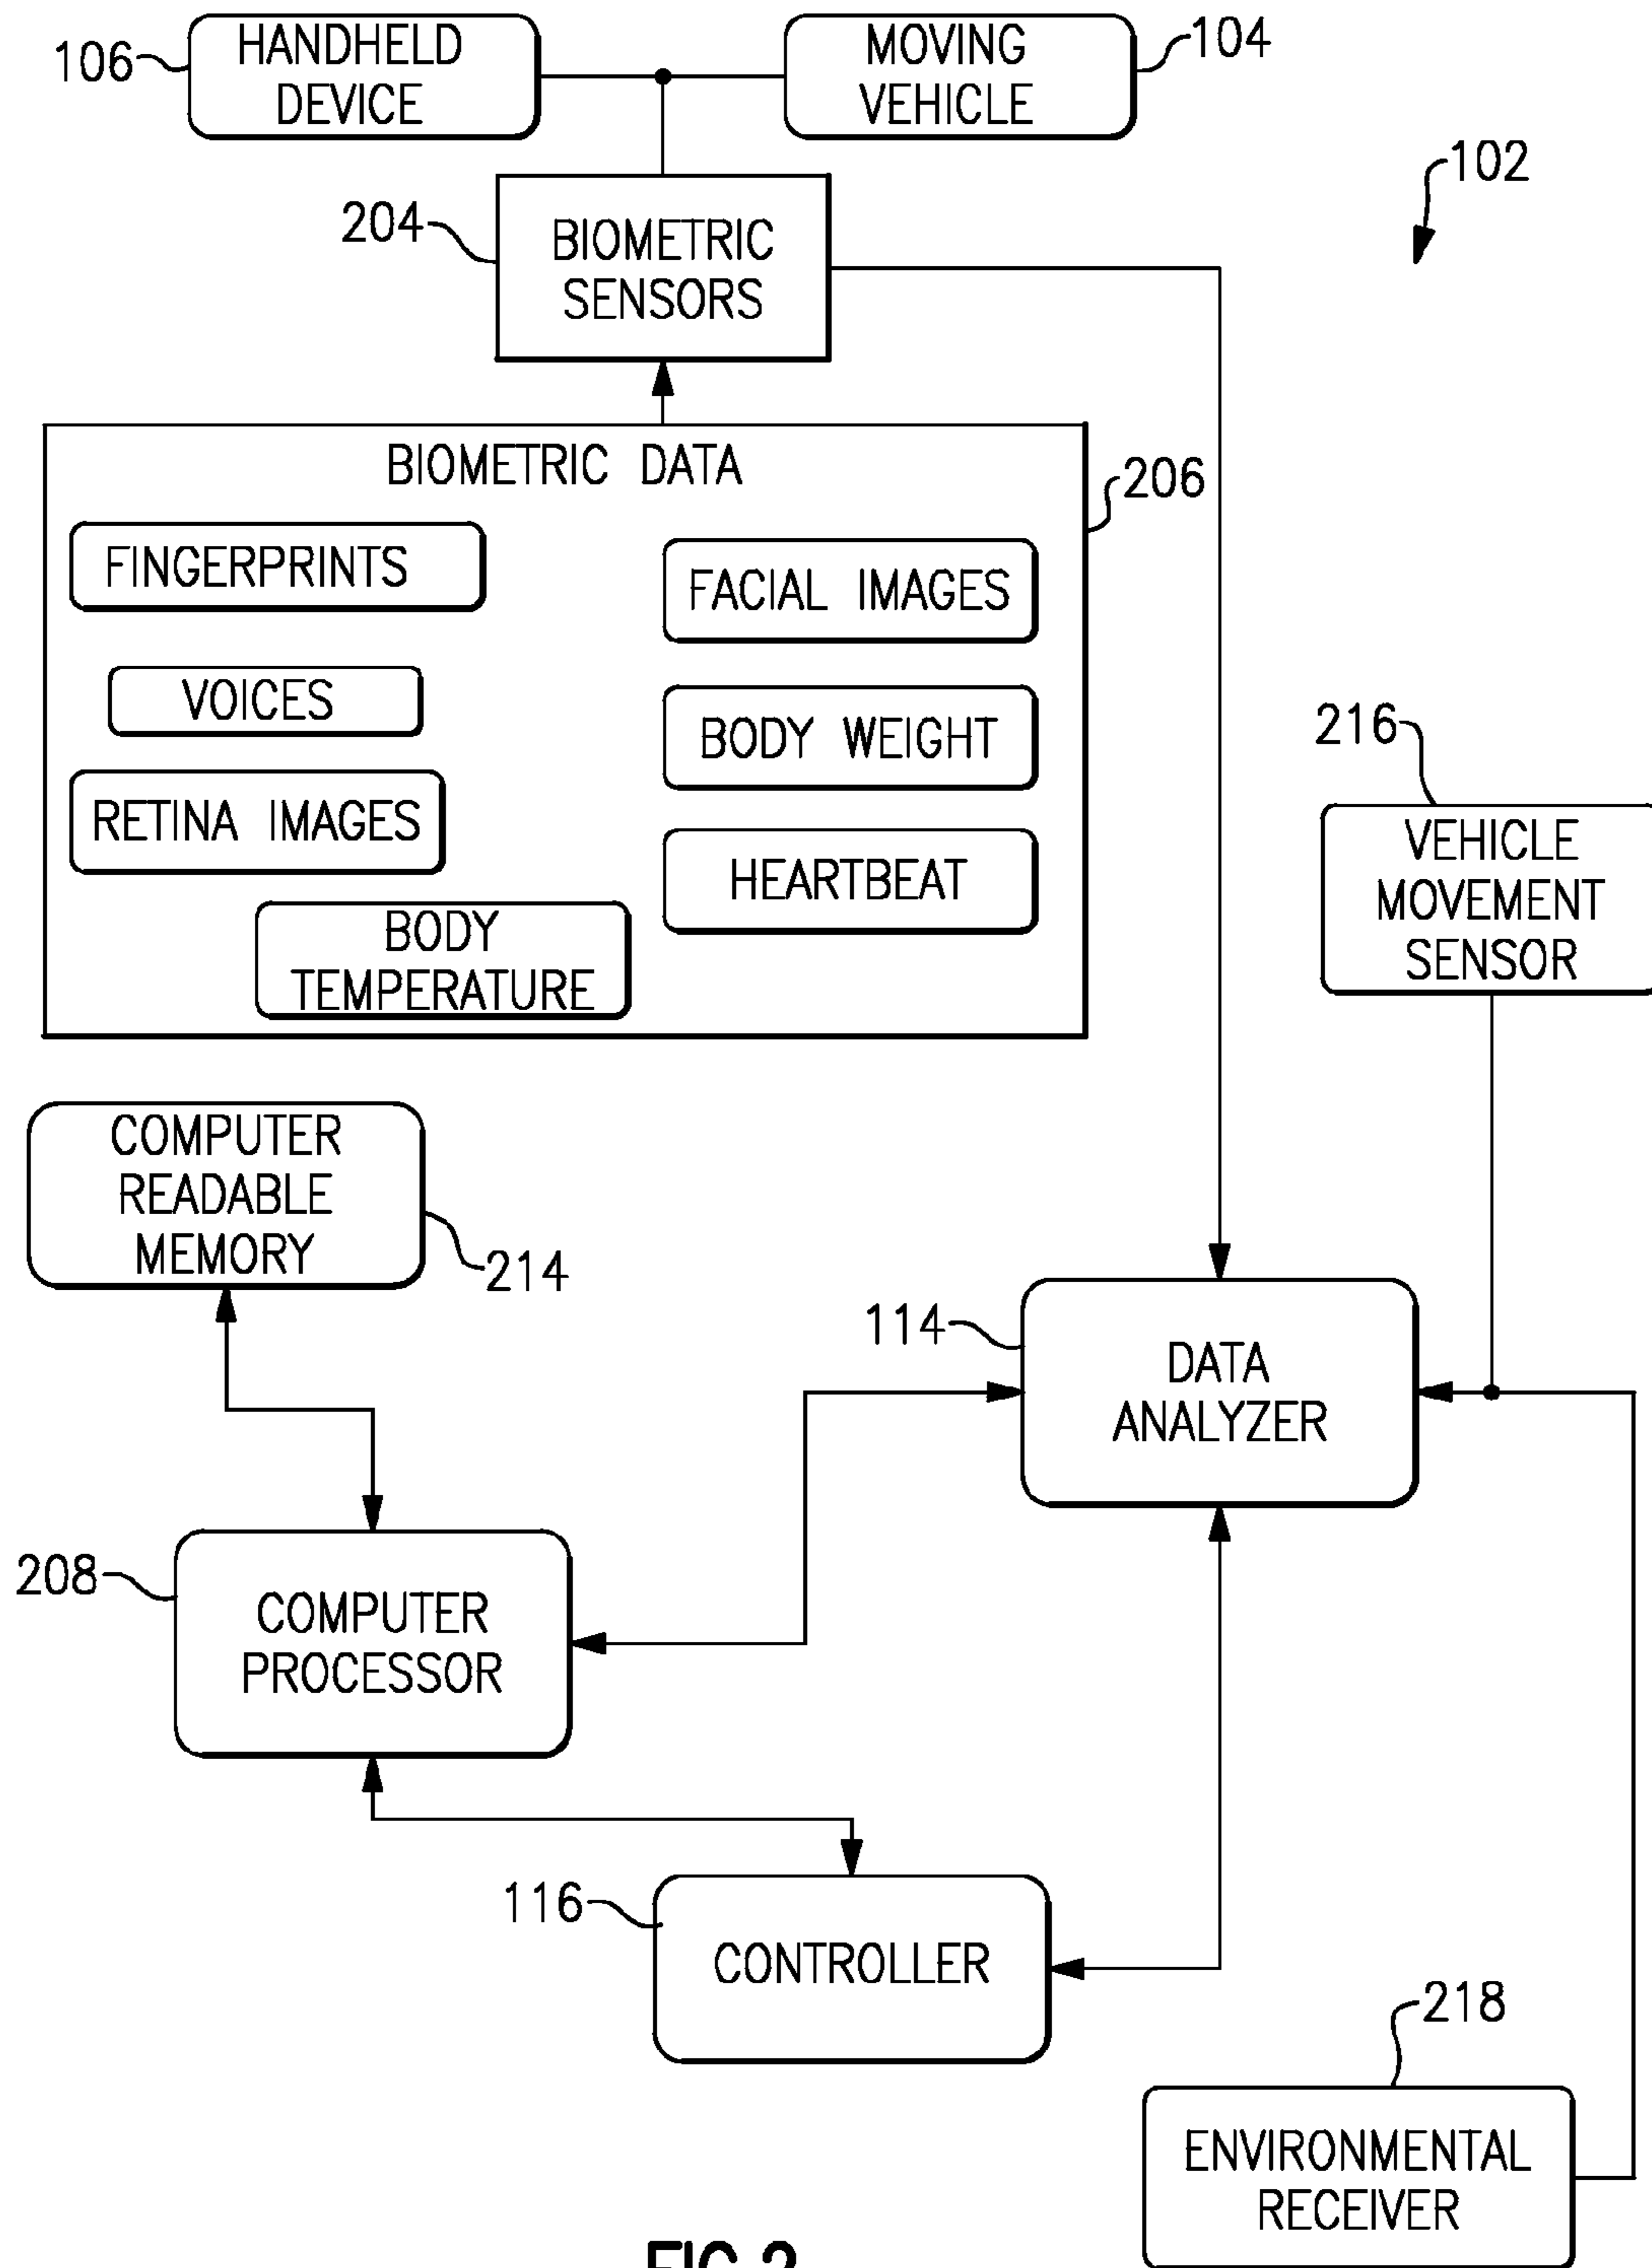 106
HANDHELD
DEVICE
MOVING
VEHICLE
104
102
204
BIOMETRIC
SENSORS
BIOMETRIC DATA
206
FINGERPRINTS
FACIAL IMAGES
VOICES
BODY WEIGHT
RETINA IMAGES
HEARTBEAT
BODY
TEMPERATURE
216
VEHICLE
MOVEMENT
SENSOR
COMPUTER
READABLE
MEMORY
214
114
DATA
ANALYZER
208
COMPUTER
PROCESSOR
116
CONTROLLER
218
ENVIRONMENTAL
RECEIVER